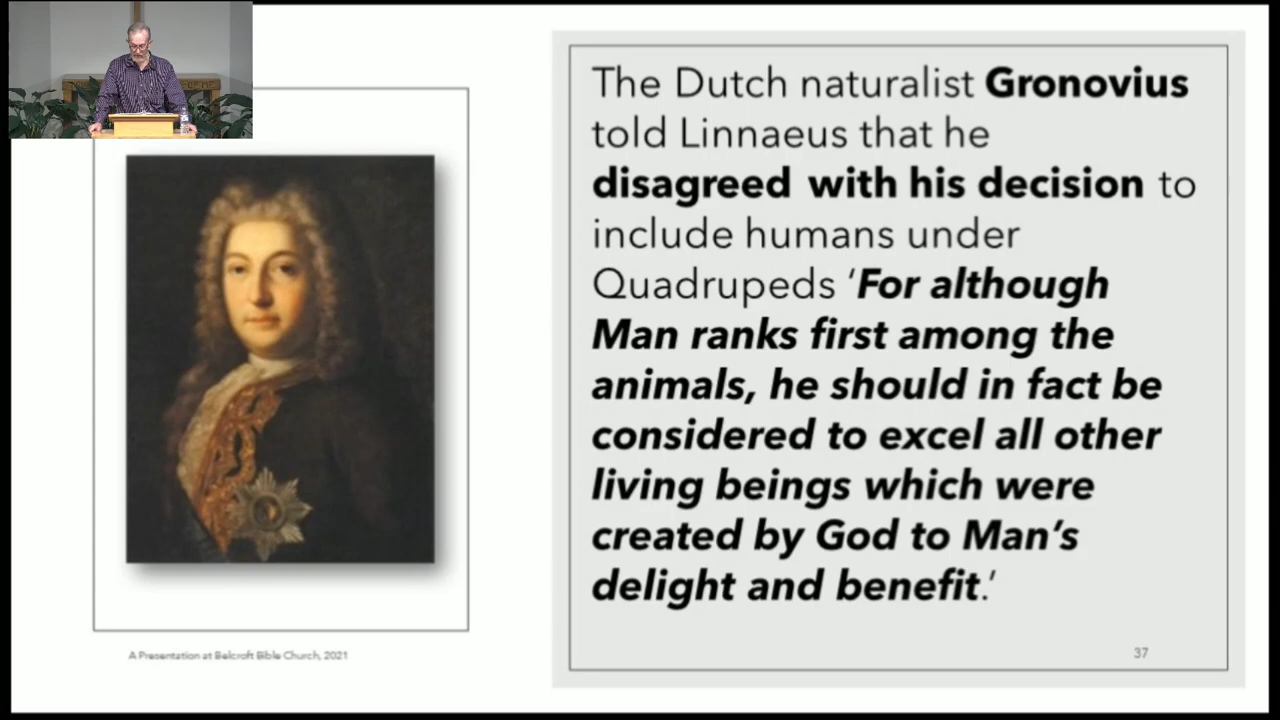 The Dutch naturalist Gronovius
told Linnaeus that he
disagreed with his decision to
include humans under
Quadrupeds ‘For although
Man ranks first among the
animals, he should in fact be
considered to excel all other
living beings which were
created by God to Man’s
delight and benefit.’
A Presentation at Belcroft Bible Church, 2021
37